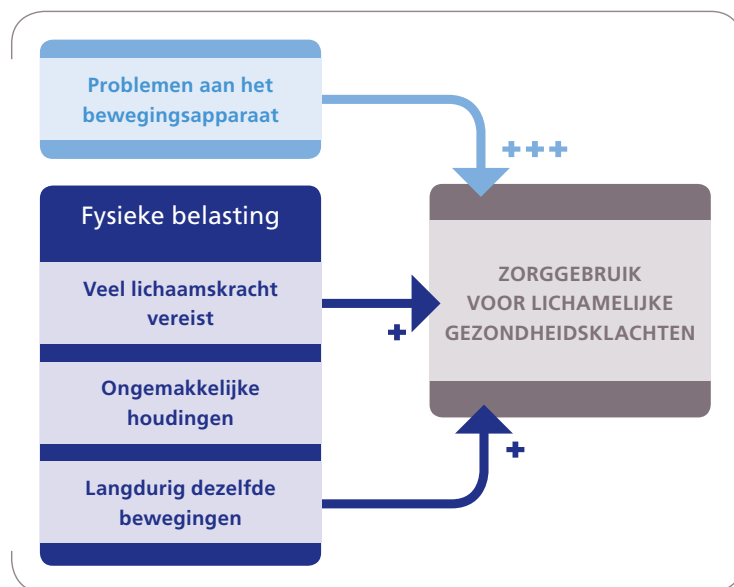 Problemen aan het
bewegingsapparaat
+++
Fysieke belasting
Veel lichaamskracht
vereist
+
Ongemakkelijke
houdingen
Langdurig dezelfde
bewegingen
+
ZORGGEBRUIK
VOOR LICHAMELIJKE
GEZONDHEIDSKLACHTEN